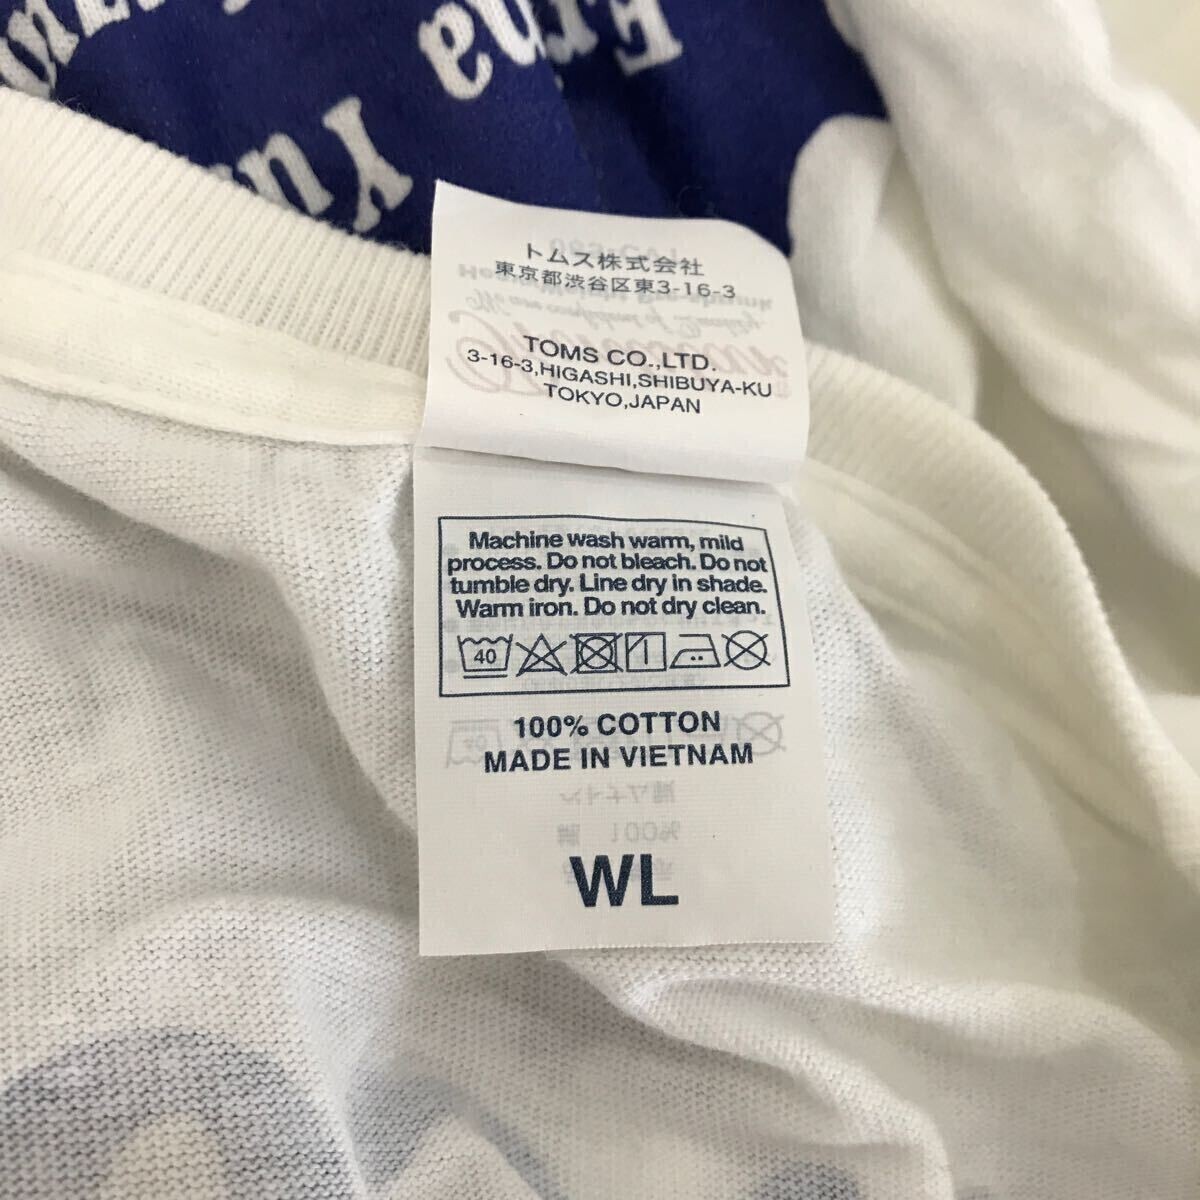 Erna
トムス株式会社
東京都渋谷区東3-16-3
TOMS CO.,LTD.
3-16-3,HIGASHI,SHIBUYA-KU
TOKYO,JAPAN
Machine wash warm, mild
process. Do not bleach. Do not
tumble dry. Line dry in shade.
Warm iron. Do not dry clean.
40
100% COTTON
MADE IN VIETNAM
WL